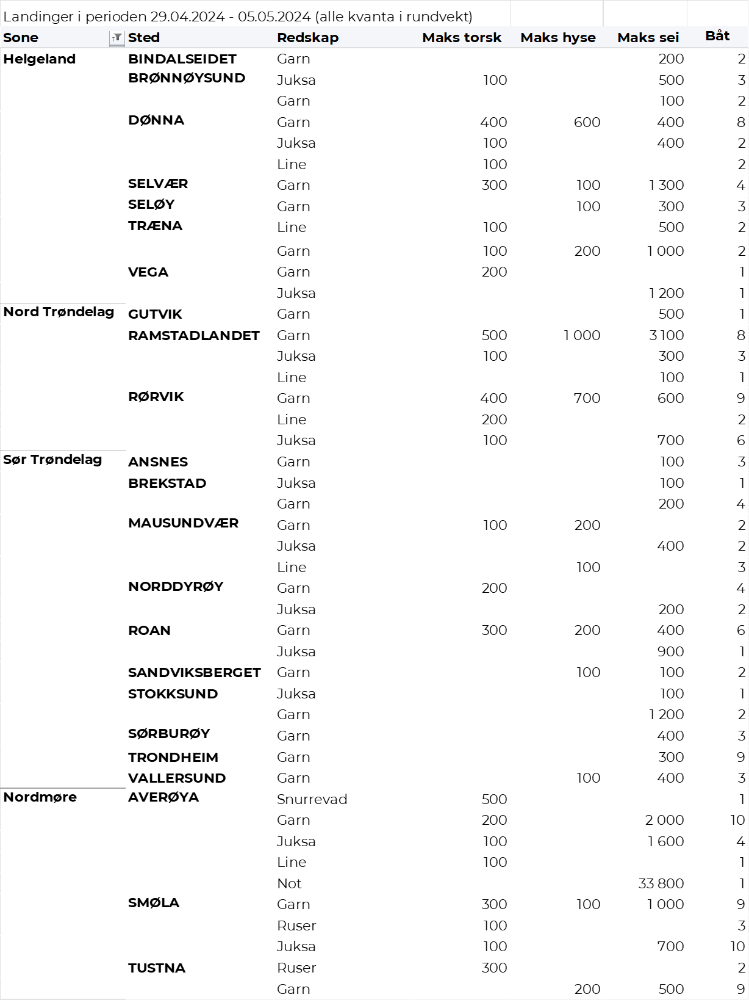 Landinger i perioden 29.04.2024 - 05.05.2024 (alle kvanta i rundvekt)
Sone Sted Redskap Maks torsk Maks hyse Maks sei Båt
Helgeland BINDALSEIDET Garn 200 2
BRØNNØYSUND Juksa 100 500 3
Garn 100 2
DØNNA Garn 400 600 400 8
Juksa 100 400 2
Line 100 2
SELVÆR Garn 300 100 1 300 4
SELØY Garn 100 300 3
TRÆNA Line 100 500 2
Garn 100 200 1 000 2
VEGA Garn 200 1
Juksa 1 200 1
Nord Trøndelag GUTVIK Garn 500 1
RAMSTADLANDET Garn 500 1 000 3 100 8
Juksa 100 300 3
Line 100 1
RØRVIK Garn 400 700 600 9
Line 200 2
Juksa 100 700 6
Sør Trøndelag ANSNES Garn 100 3
BREKSTAD Juksa 100 1
Garn 200 4
MAUSUNDVÆR Garn 100 200 2
Juksa 400 2
Line 100 3
NORDDYRØY Garn 200 4
Juksa 200 2
ROAN Garn 300 200 400 6
Juksa 900 1
SANDVIKSBERGET Garn 100 100 2
STOKKSUND Juksa 100 1
Garn 1 200 2
SØRBURØY Garn 400 3
TRONDHEIM Garn 300 9
VALLERSUND Garn 100 400 3
Nordmøre AVERØYA Snurrevad 500 1
Garn 200 2 000 10
Juksa 100 1 600 4
Line 100 1
Not 33 800 1
SMØLA Garn 300 100 1 000 9
Ruser 100 3
Juksa 100 700 10
TUSTNA Ruser 300 2
Garn 200 500 9